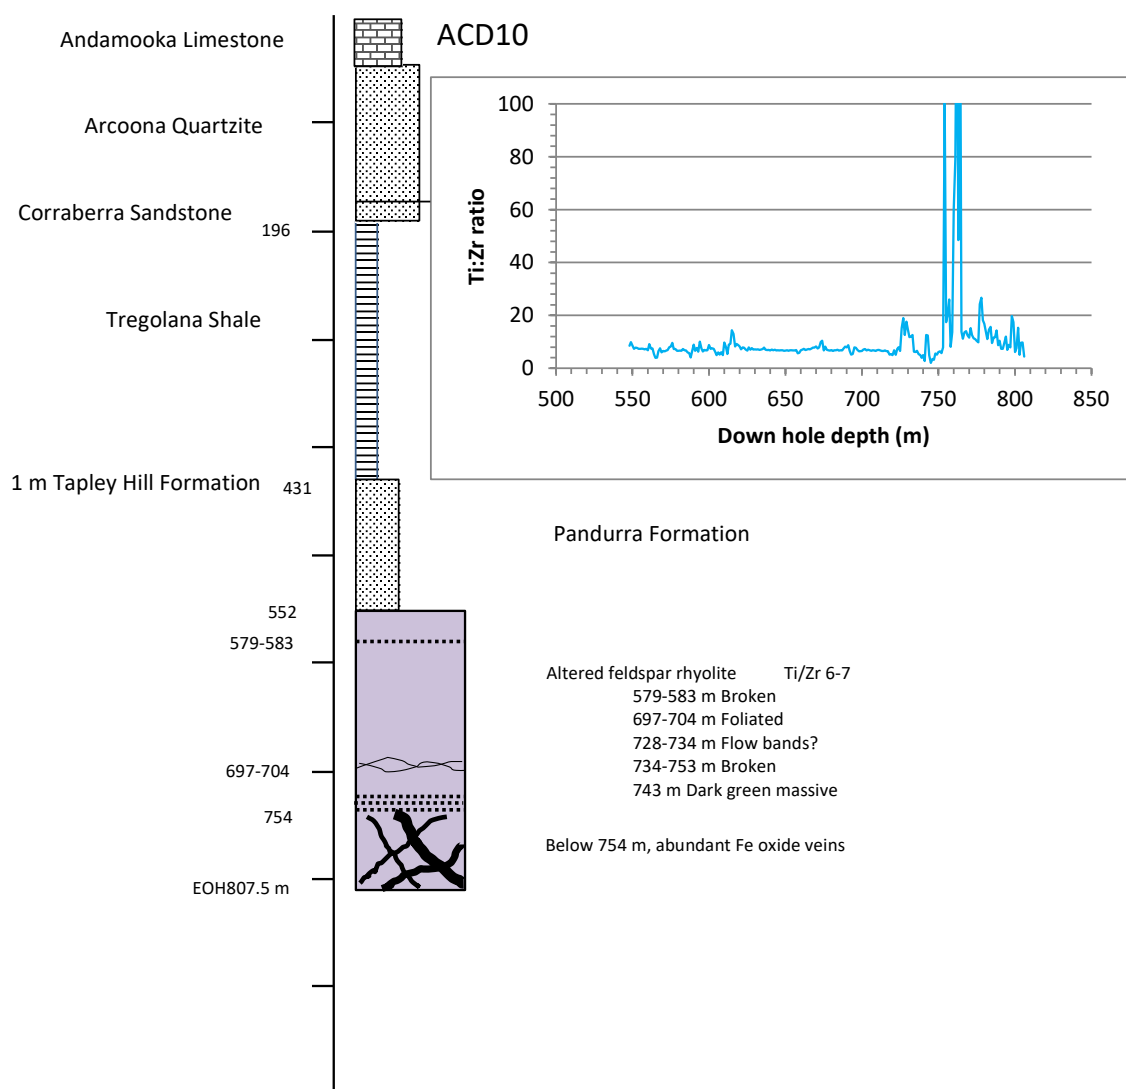 ACD10
Andamooka Limestone
Arcoona Quartzite
Corraberra Sandstone
196
Tregolana Shale
1 m Tapley Hill Formation
431
552
579-583
697-704
754
EOH807.5 m
Ti:Zr ratio
100
80
60
40
20
0
500 550 600 650 700 750 800 850
Down hole depth (m)
Pandurra Formation
Altered feldspar rhyolite Ti/Zr 6-7
579-583 m Broken
697-704 m Foliated
728-734 m Flow bands?
734-753 m Broken
743 m Dark green massive
Below 754 m, abundant Fe oxide veins